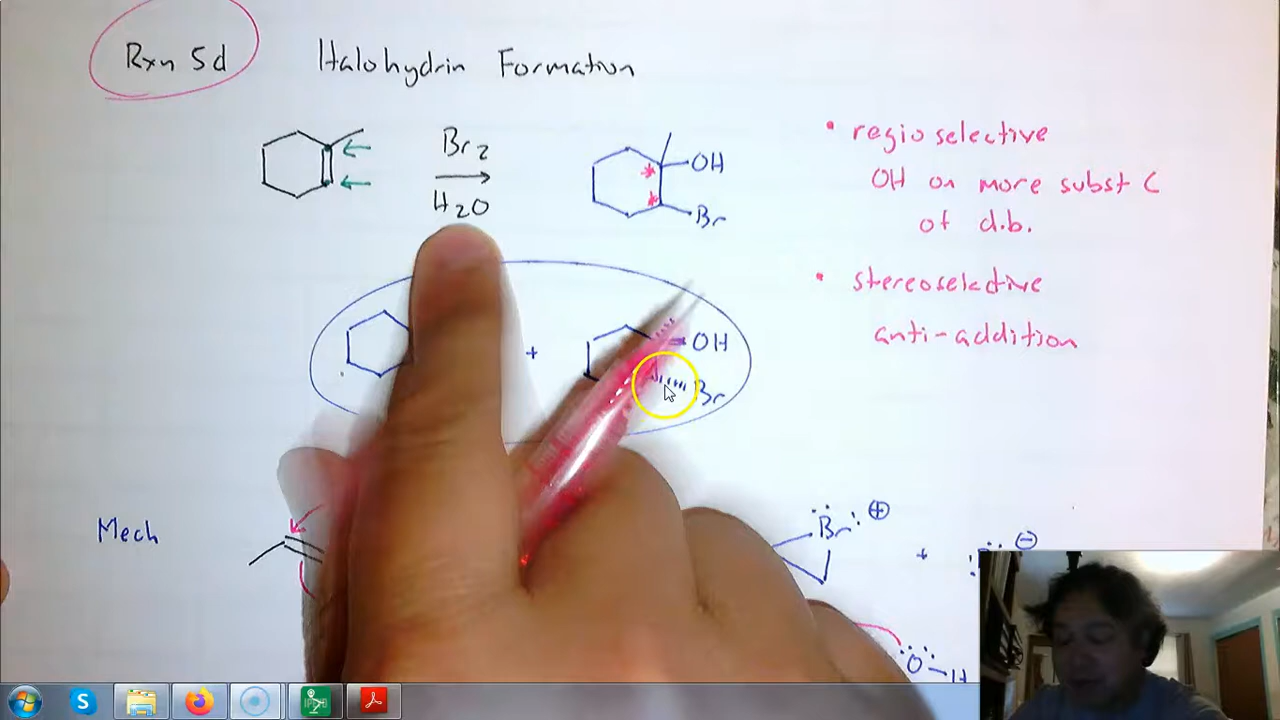 Rxn 5d Halohydrin Formation
Br2
H2O
OH
Br
• regioselective
OH on more subst C
of d.b.
• stereoselective
anti-addition
+ OH
Br
Mech
Br +
+
O-H